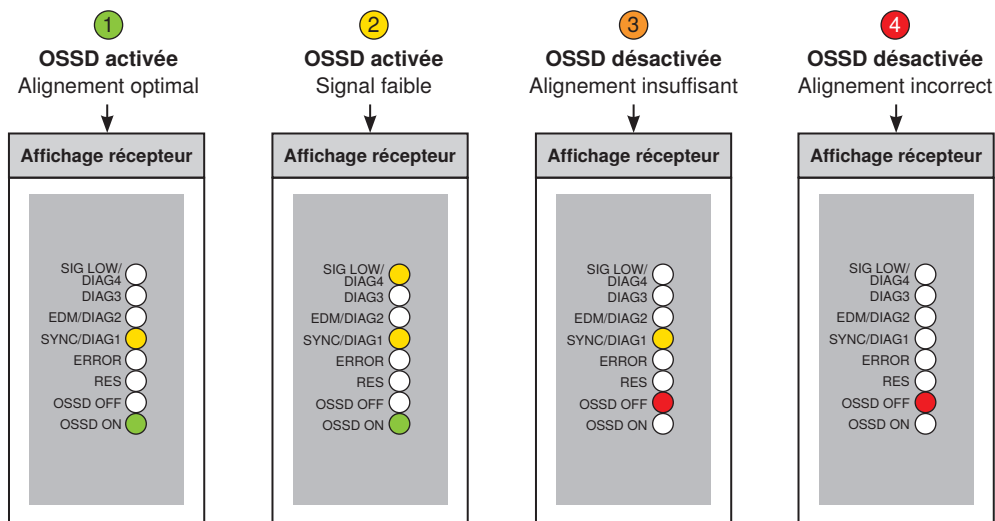 1
OSSD activée
Alignement optimal
Affichage récepteur
SIG LOW/
DIAG4
DIAG3
EDM/DIAG2
SYNC/DIAG1
ERROR
RES
OSSD OFF
OSSD ON
2
OSSD activée
Signal faible
Affichage récepteur
SIG LOW/
DIAG4
DIAG3
EDM/DIAG2
SYNC/DIAG1
ERROR
RES
OSSD OFF
OSSD ON
3
OSSD désactivée
Alignement insuffisant
Affichage récepteur
SIG LOW/
DIAG4
DIAG3
EDM/DIAG2
SYNC/DIAG1
ERROR
RES
OSSD OFF
OSSD ON
4
OSSD désactivée
Alignement incorrect
Affichage récepteur
SIG LOW/
DIAG4
DIAG3
EDM/DIAG2
SYNC/DIAG1
ERROR
RES
OSSD OFF
OSSD ON